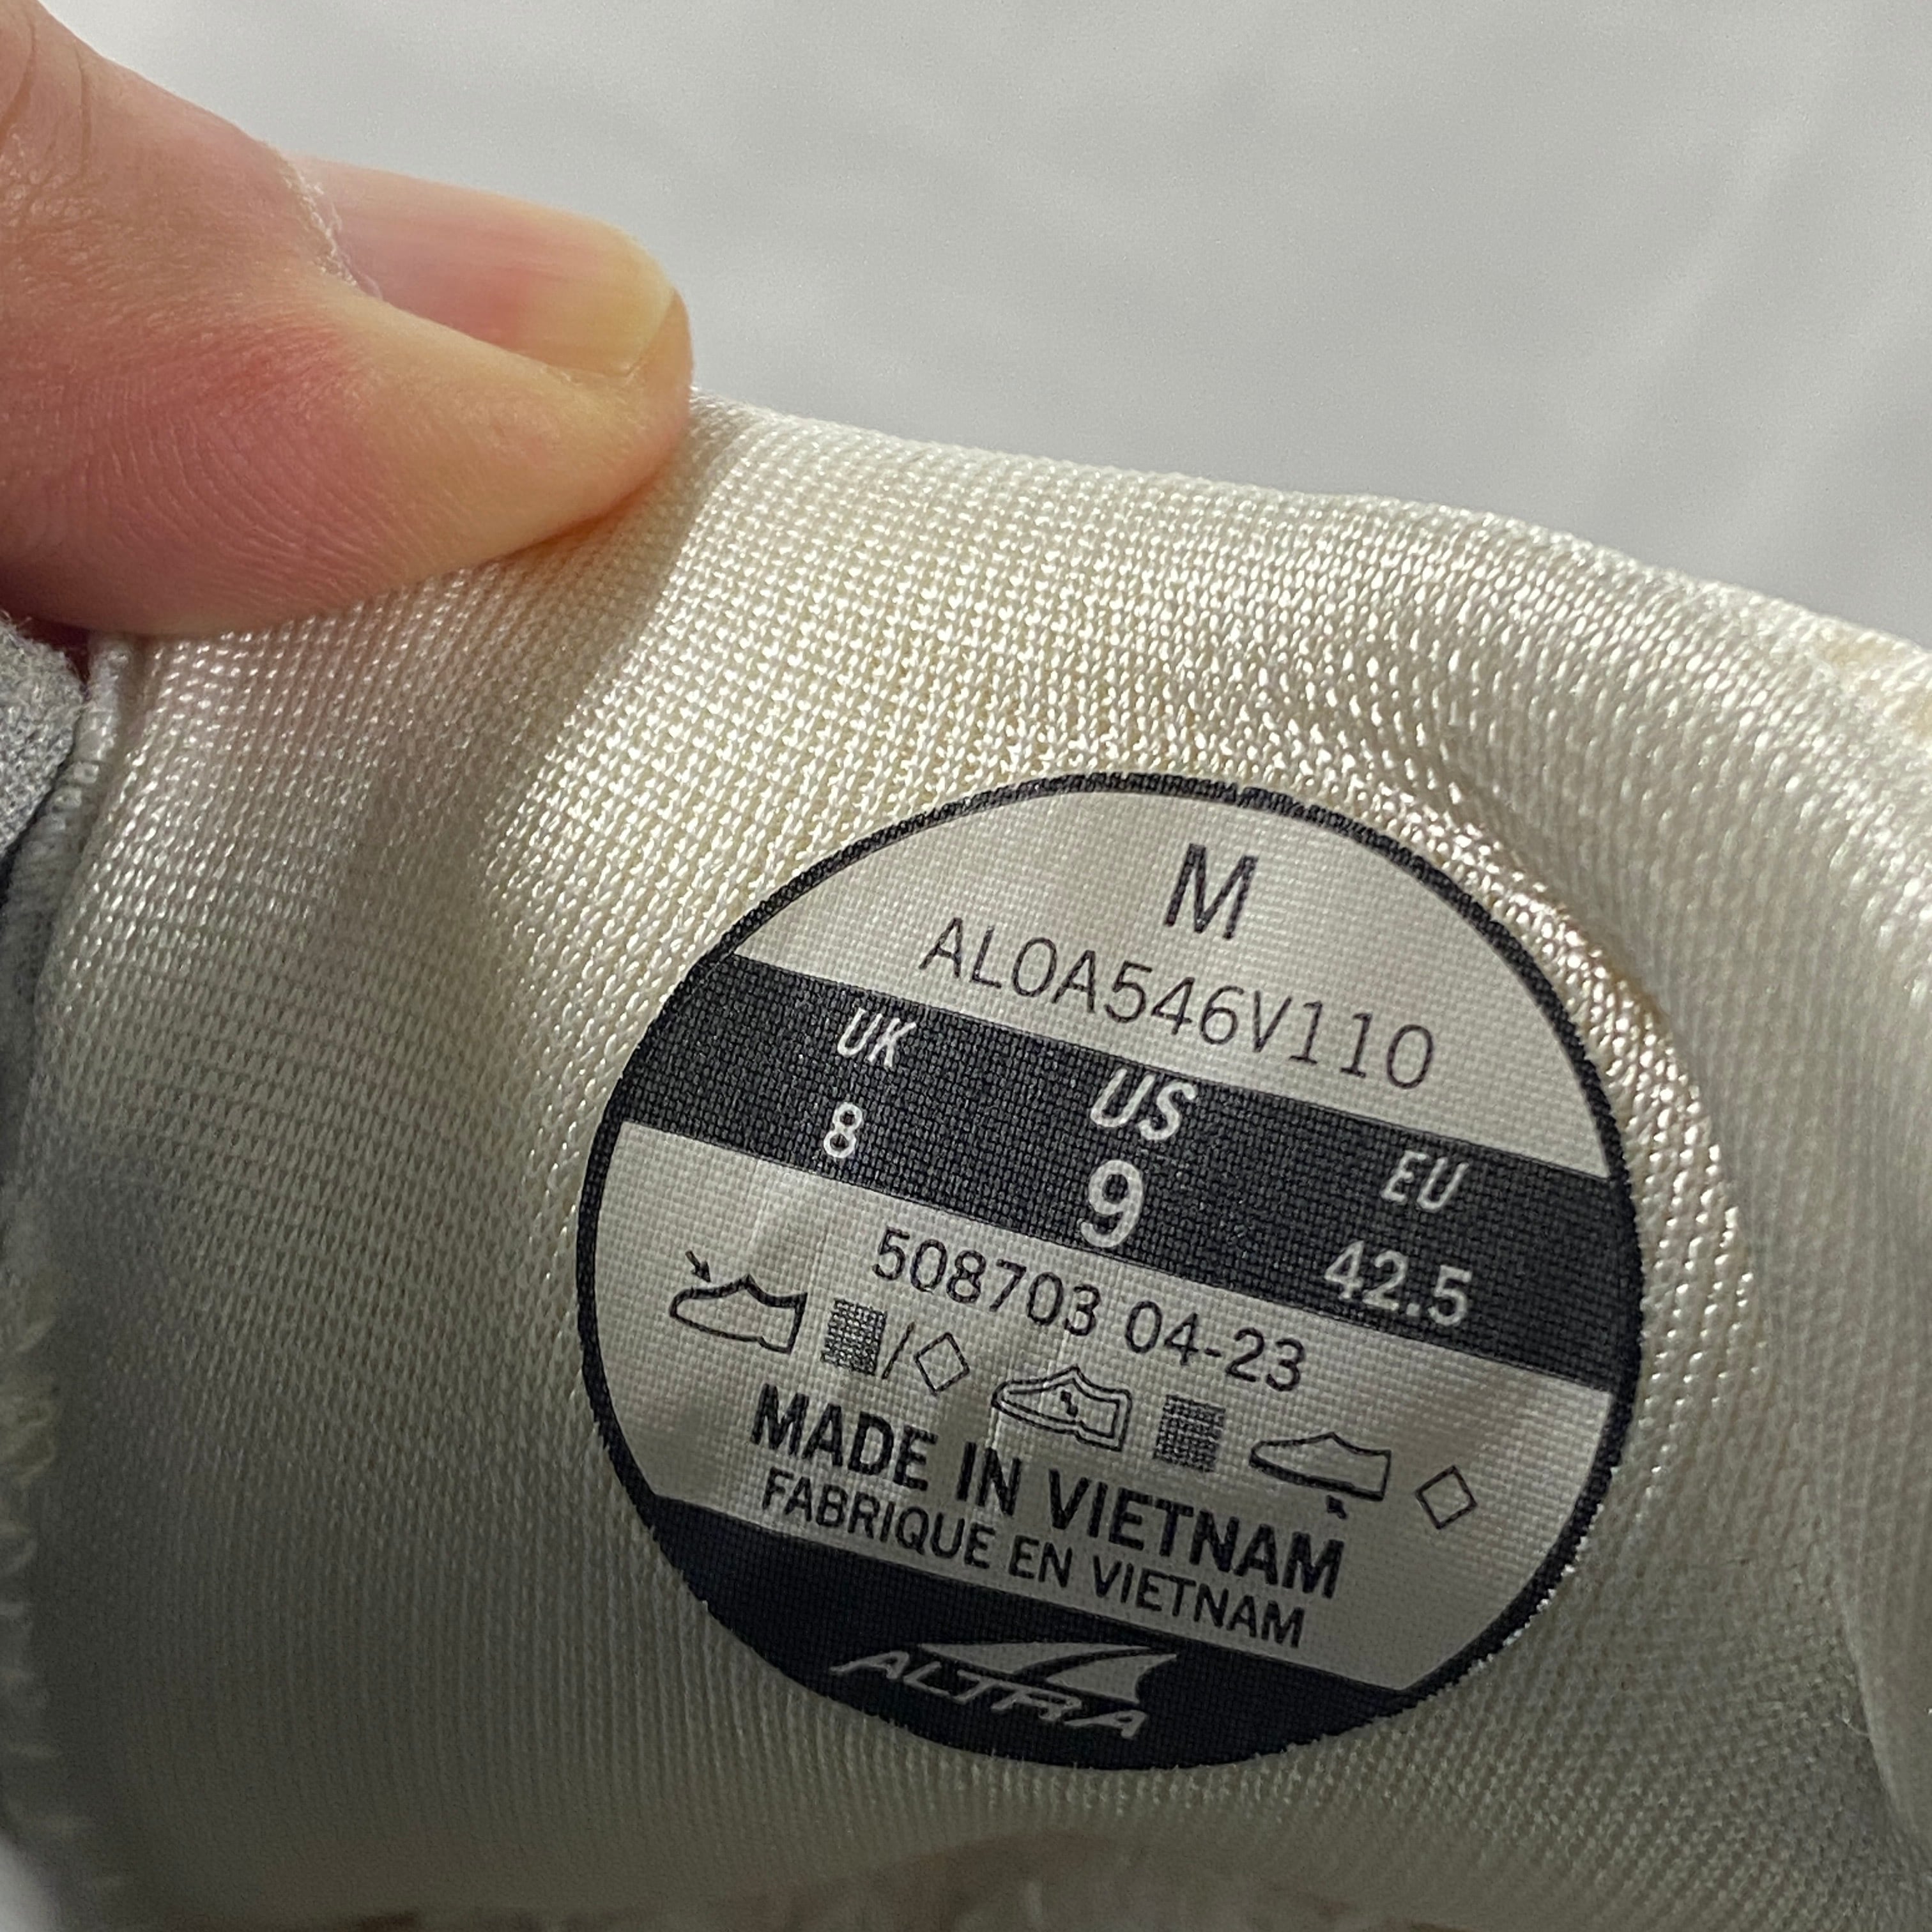 M
AL0A546V110
UK US EU
8 9 42.5
508703 04-23
MADE IN VIETNAM
FABRIQUE EN VIETNAM
ALTRA